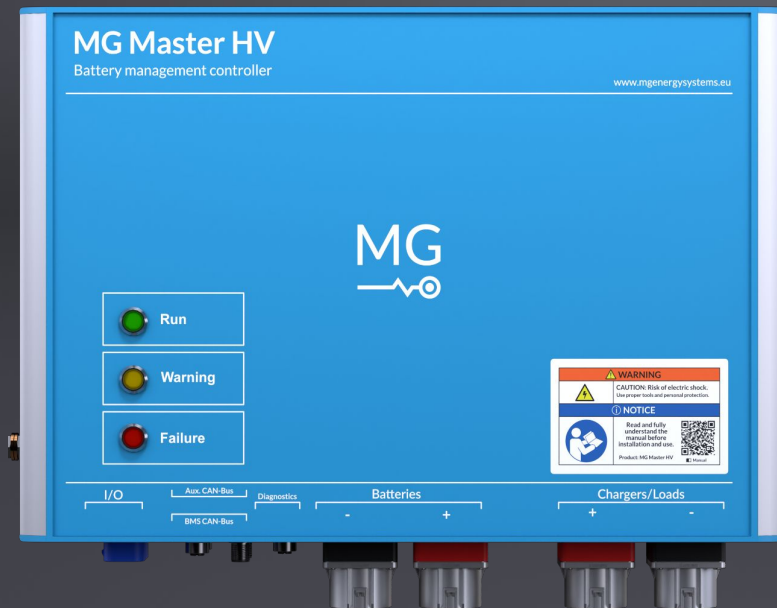 MG Master HV
Battery management controller
www.mgenergysystems.eu
MG
Run
Warning
Failure
WARNING
CAUTION: Risk of electric shock.
Use proper tools and personal protection.
NOTICE
Read and fully
understand the
manual before
installation and use.
Product: MG Master HV
Manual
I/O
Aux. CAN-Bus
BMS CAN-Bus
Diagnostics
Batteries
- +
Chargers/Loads
+ -